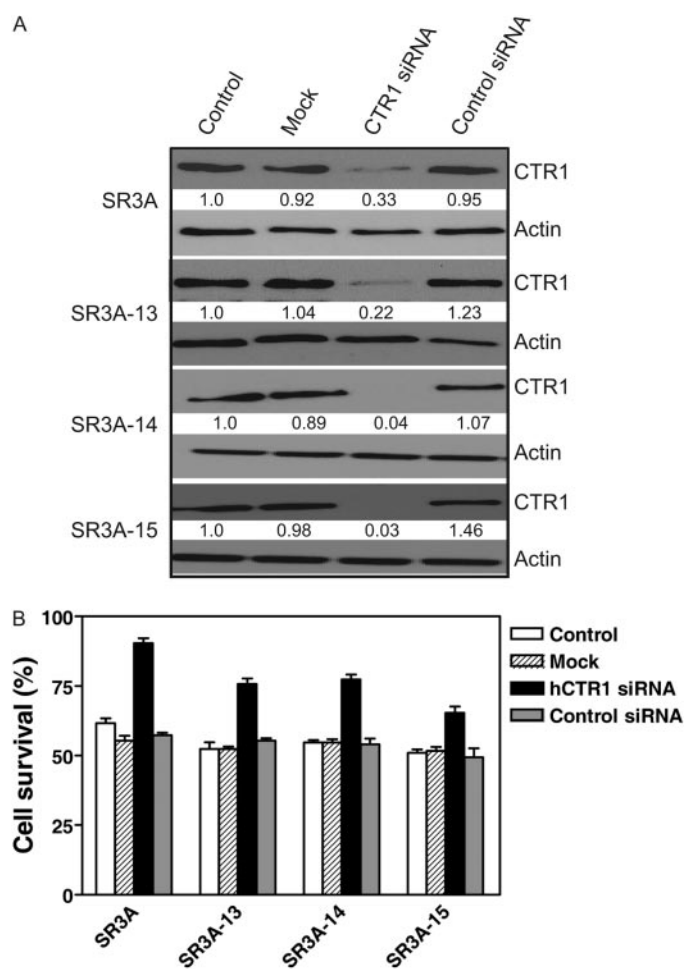 A
Control Mock CTR1 siRNA Control siRNA
CTR1
SR3A 1.0 0.92 0.33 0.95
Actin
CTR1
SR3A-13 1.0 1.04 0.22 1.23
Actin
CTR1
SR3A-14 1.0 0.89 0.04 1.07
Actin
CTR1
SR3A-15 1.0 0.98 0.03 1.46
Actin
B
Cell survival (%)
100
75
50
25
0
SR3A SR3A-13 SR3A-14 SR3A-15
Control
Mock
hCTR1 siRNA
Control siRNA